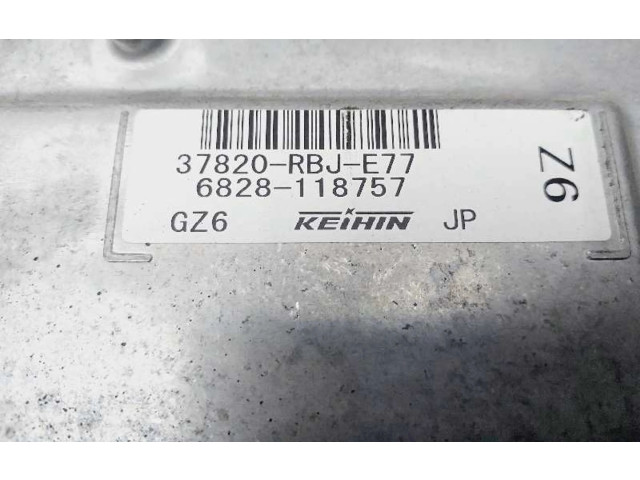 37820-RBJ-E77
6828-118757
GZ6 KEIHIN JP
Z6